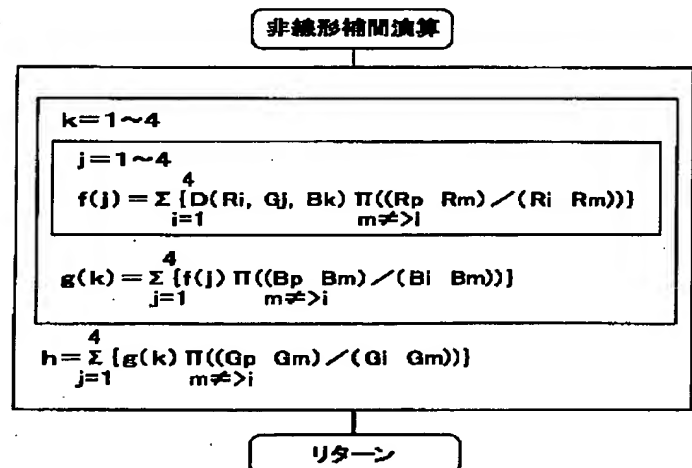 非線形補間演算
k=1~4
j=1~4
4
f(j)=Σ{D(Ri, Gj, Bk) Π((Rp Rm)/(Ri Rm))}
i=1 m≠>i
4
g(k)=Σ{f(j) Π((Bp Bm)/(Bi Bm))}
j=1 m≠>i
4
h=Σ{g(k) Π((Gp Gm)/(Gi Gm))}
j=1 m≠>i
リターン